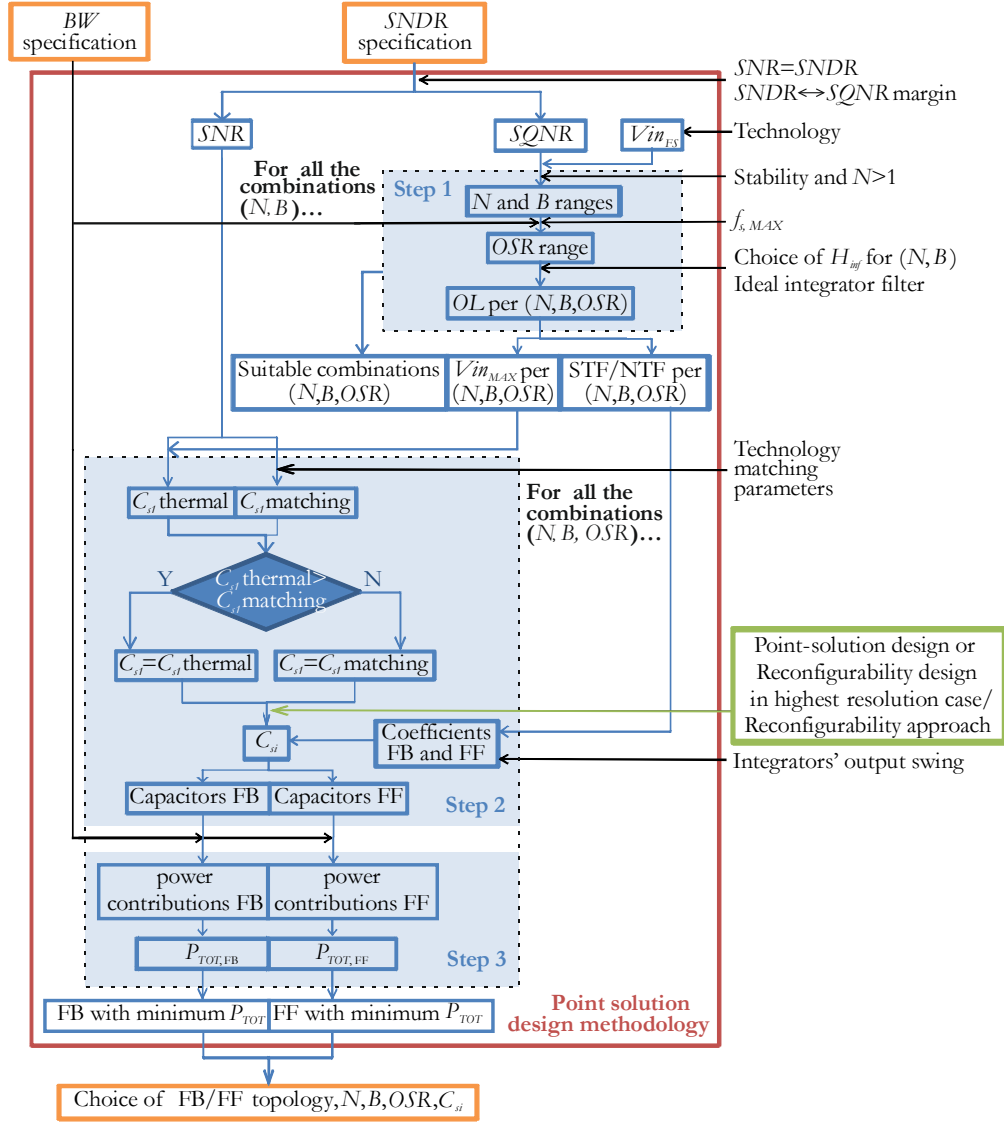 BW
specification
SNDR
specification
SNR=SNDR
SNDR↔SQNR margin
SNR
SQNR
Vin_FS
Technology
For all the
combinations
(N, B)…
Step 1
Stability and N>1
N and B ranges
f_s, MAX
OSR range
Choice of H_inf for (N, B)
Ideal integrator filter
OL per (N,B,OSR)
Suitable combinations
(N,B,OSR)
Vin_MAX per
(N,B,OSR)
STF/NTF per
(N,B,OSR)
Technology
matching
parameters
C_s1 thermal
C_s1 matching
For all the
combinations
(N, B, OSR)…
Y
C_s1 thermal>
C_s1 matching
N
C_s1=C_s1 thermal
C_s1=C_s1 matching
Point-solution design or
Reconfigurability design
in highest resolution case/
Reconfigurability approach
C_si
Coefficients
FB and FF
Integrators' output swing
Capacitors FB
Capacitors FF
Step 2
power
contributions FB
power
contributions FF
P_TOT,FB
P_TOT,FF
Step 3
FB with minimum P_TOT
FF with minimum P_TOT
Point solution
design methodology
Choice of FB/FF topology,N,B,OSR,C_si